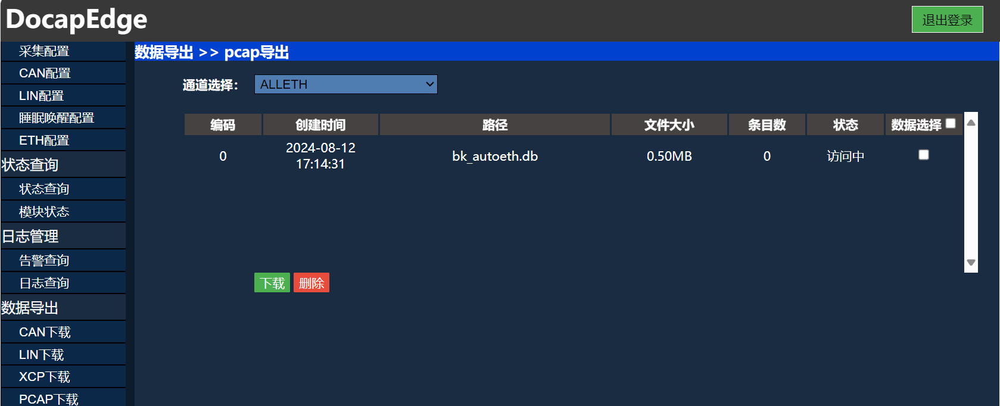 DocapEdge
退出登录
采集配置
CAN配置
LIN配置
睡眠唤醒配置
ETH配置
状态查询
状态查询
模块状态
日志管理
告警查询
日志查询
数据导出
CAN下载
LIN下载
XCP下载
PCAP下载
数据导出 >> pcap导出
通道选择： ALLETH
编码 创建时间 路径 文件大小 条目数 状态 数据选择
0 2024-08-12 17:14:31 bk_autoeth.db 0.50MB 0 访问中
下载 删除